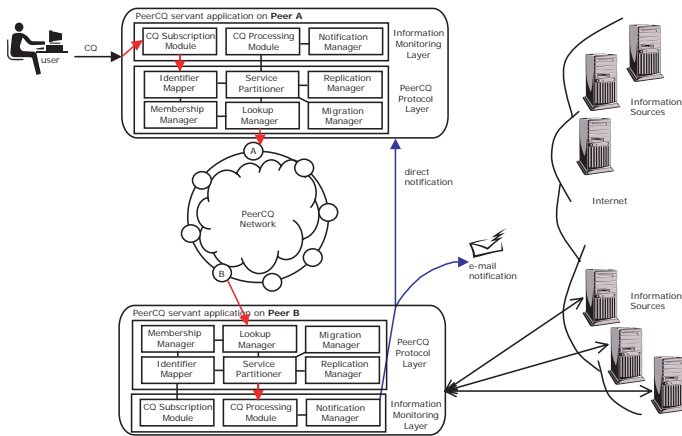 PeerCQ servant application on Peer A
CQ Subscription
Module
CQ Processing
Module
Notification
Manager
Information
Monitoring
Layer
user
CQ
Identifier
Mapper
Service
Partitioner
Replication
Manager
Membership
Manager
Lookup
Manager
Migration
Manager
PeerCQ
Protocol
Layer
Information
Sources
A
direct
notification
PeerCQ
Network
Internet
B
e-mail
notification
PeerCQ servant application on Peer B
Membership
Manager
Lookup
Manager
Migration
Manager
Identifier
Mapper
Service
Partitioner
Replication
Manager
PeerCQ
Protocol
Layer
CQ Subscription
Module
CQ Processing
Module
Notification
Manager
Information
Monitoring
Layer
Information
Sources